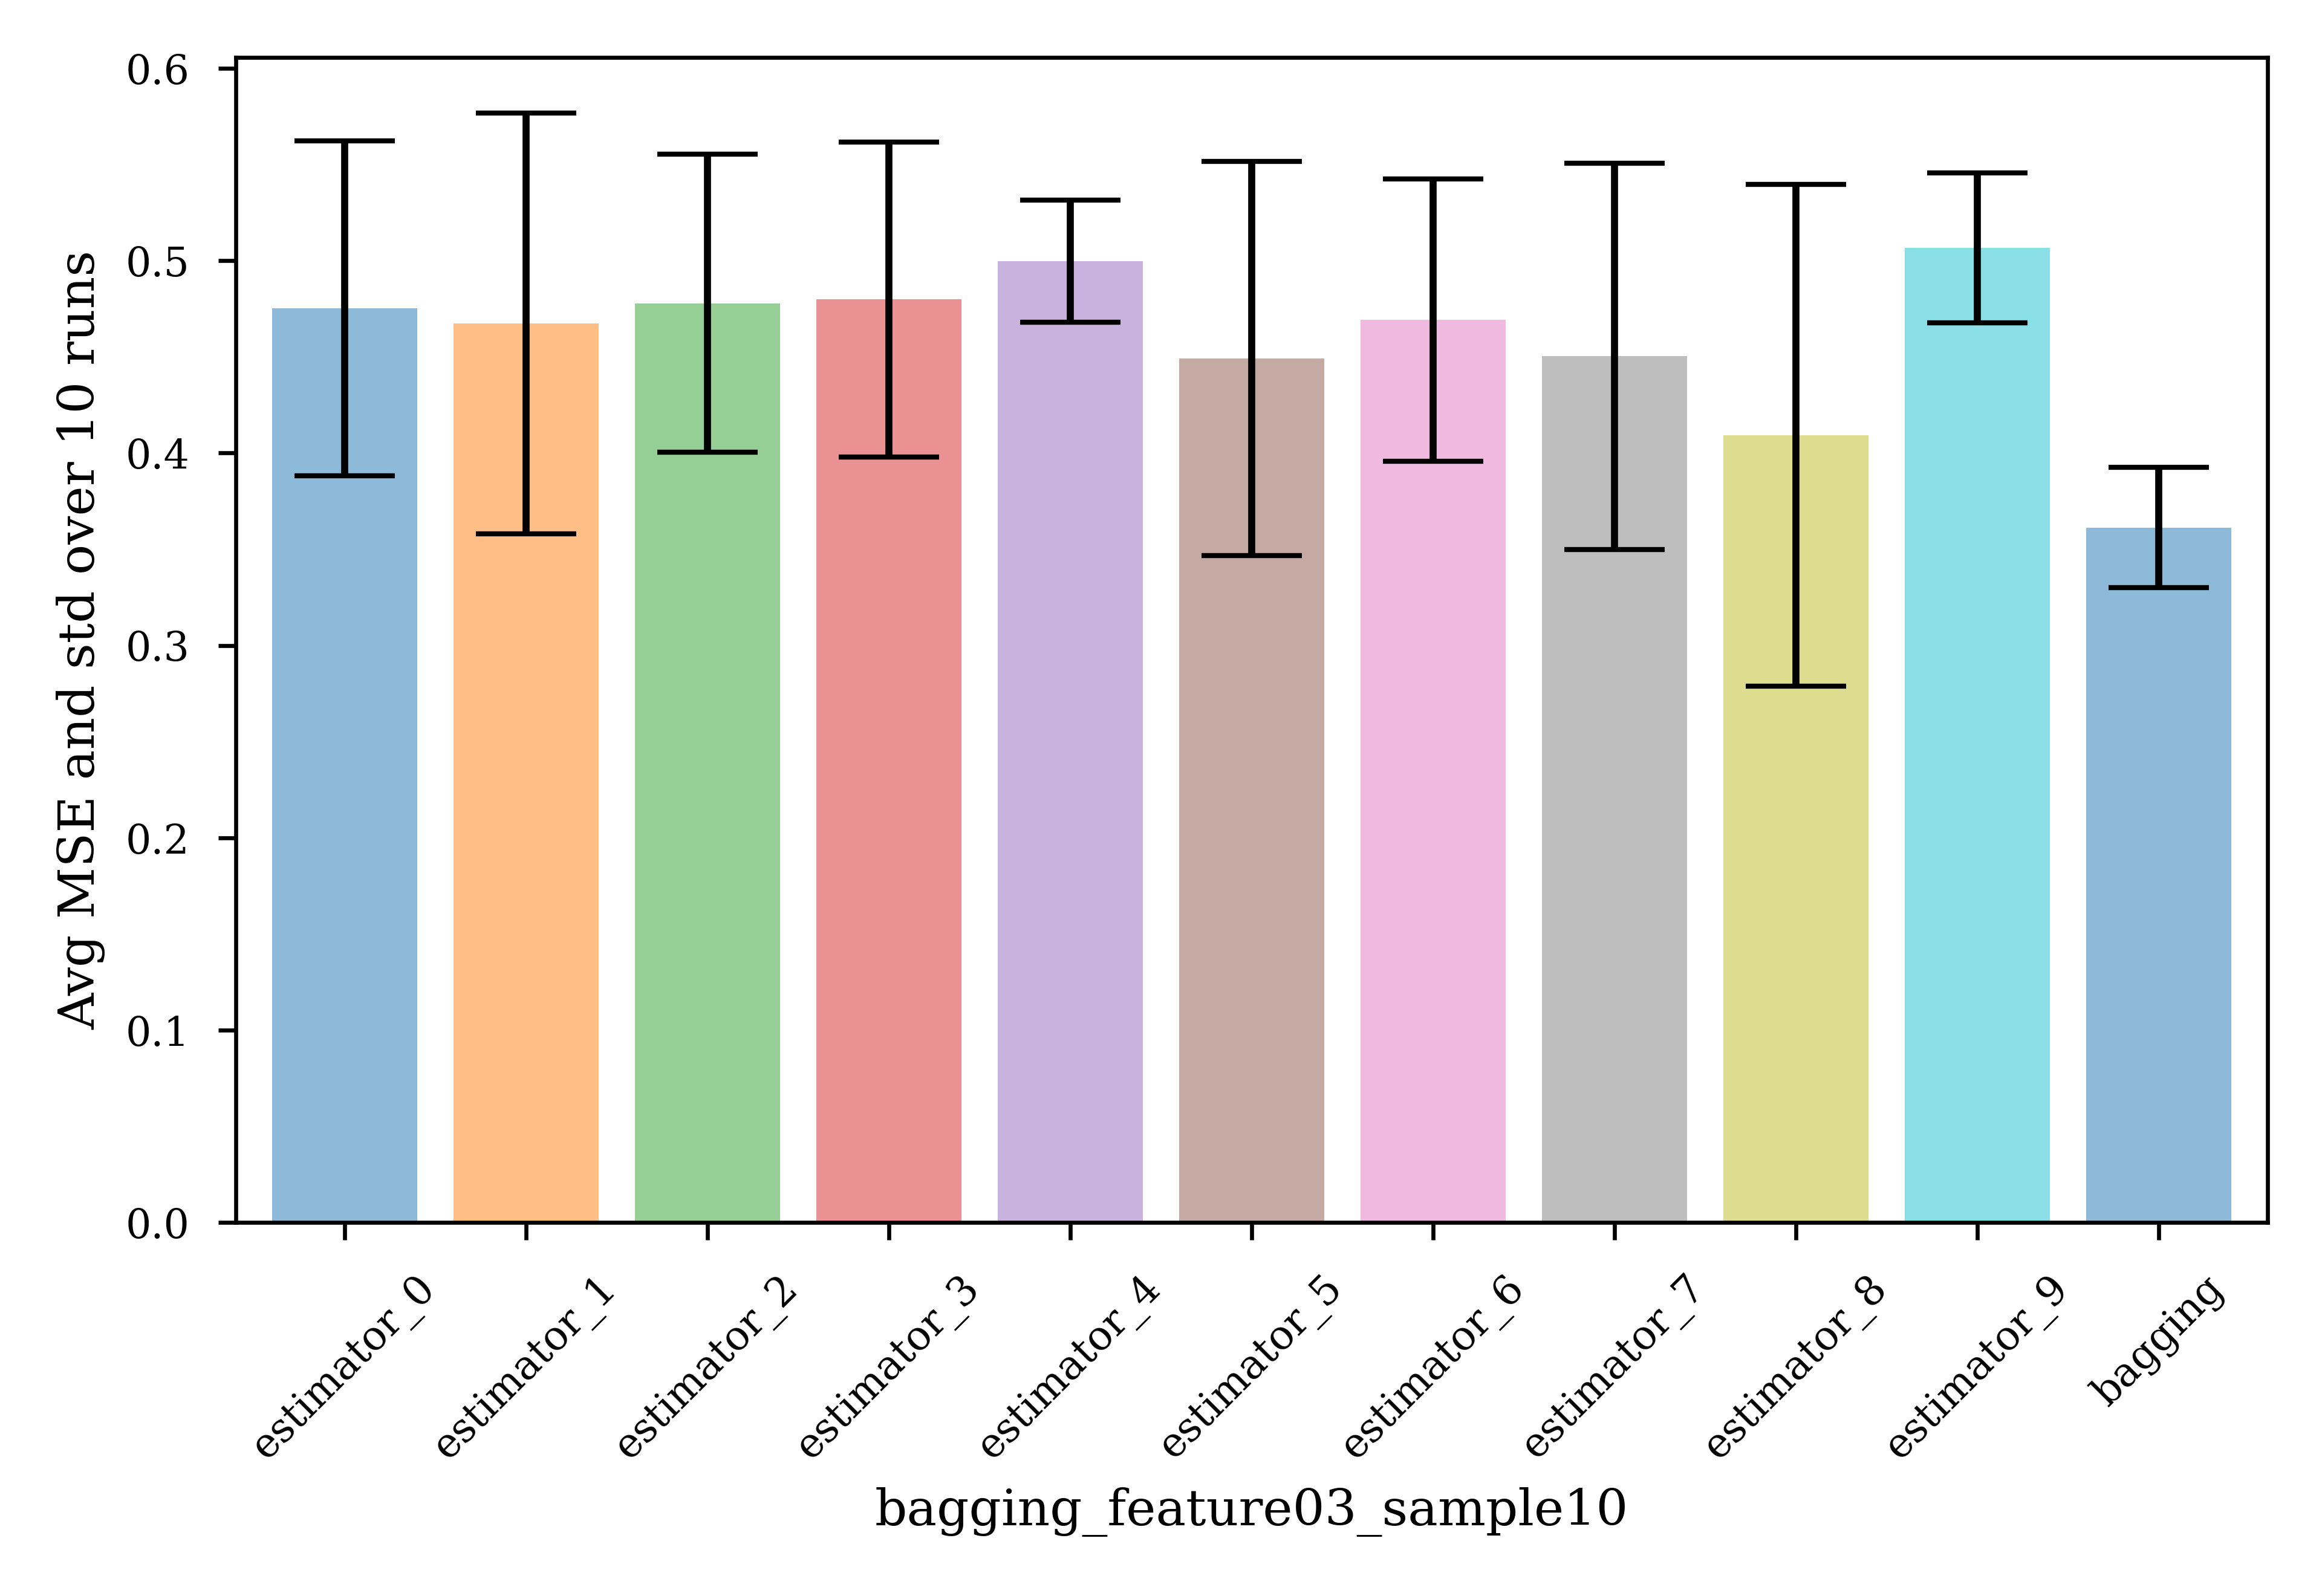 0.6
0.5
0.4
0.3
0.2
0.1
0.0
Avg MSE and std over 10 runs
estimator_0
estimator_1
estimator_2
estimator_3
estimator_4
estimator_5
estimator_6
estimator_7
estimator_8
estimator_9
bagging
bagging_feature03_sample10